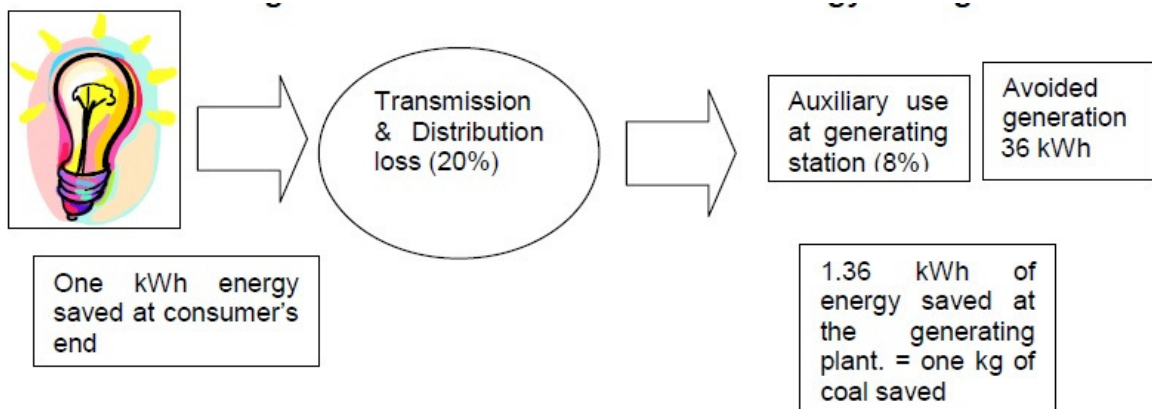 Transmission
& Distribution
loss (20%)
Auxiliary use
at generating
station (8%)
Avoided
generation
36 kWh
One kWh energy
saved at consumer's
end
1.36 kWh of
energy saved at
the generating
plant. = one kg of
coal saved